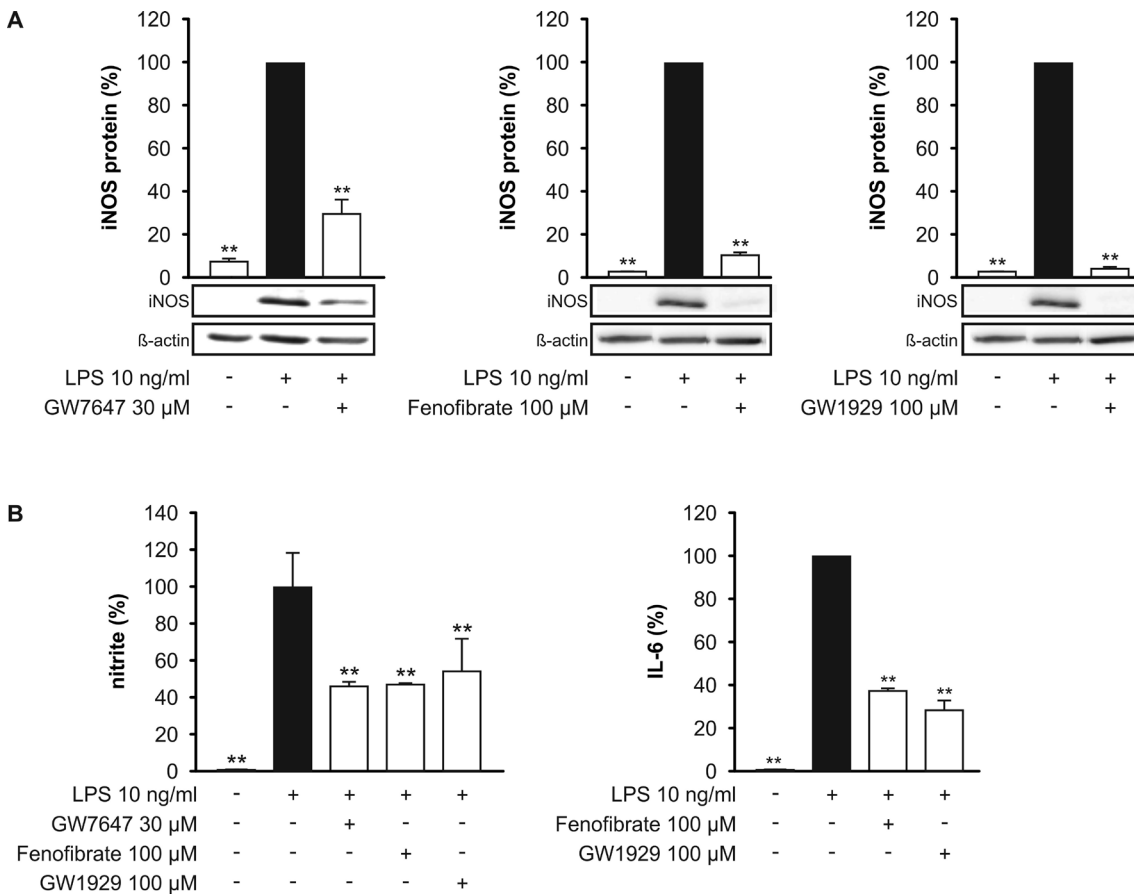 A
120
100
80
60
40
20
0
iNOS protein (%)
**
**
iNOS
ß-actin
LPS 10 ng/ml - + +
GW7647 30 µM - - +
120
100
80
60
40
20
0
iNOS protein (%)
**
**
iNOS
ß-actin
LPS 10 ng/ml - + +
Fenofibrate 100 µM - - +
120
100
80
60
40
20
0
iNOS protein (%)
**
**
iNOS
ß-actin
LPS 10 ng/ml - + +
GW1929 100 µM - - +
B
140
120
100
80
60
40
20
0
nitrite (%)
**
**
**
**
LPS 10 ng/ml - + + + +
GW7647 30 µM - - + - -
Fenofibrate 100 µM - - - + -
GW1929 100 µM - - - - +
120
100
80
60
40
20
0
IL-6 (%)
**
**
**
LPS 10 ng/ml - + + +
Fenofibrate 100 µM - - + -
GW1929 100 µM - - - +